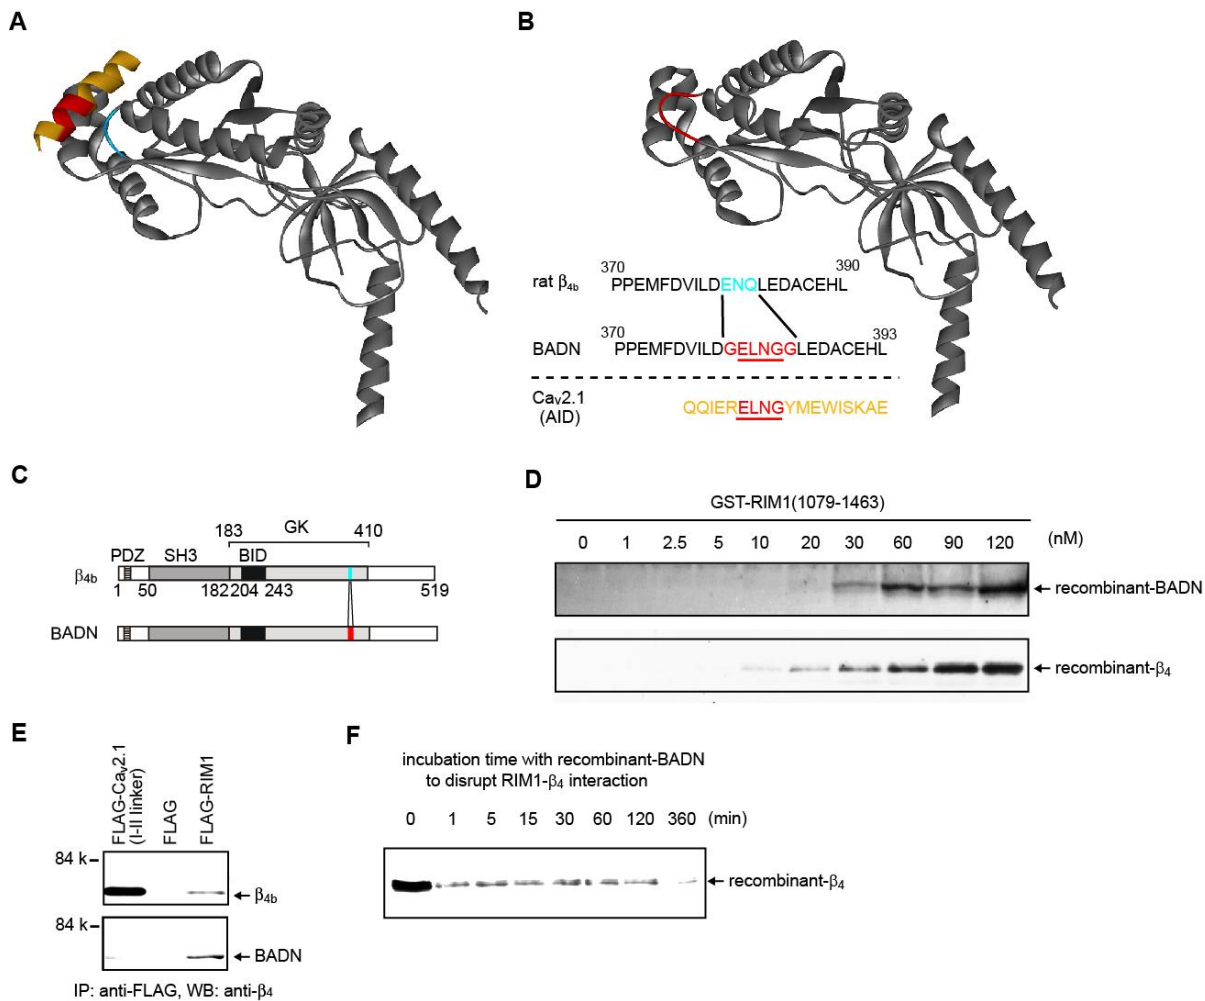 A
B
370
390
rat β4b
PPEMFDVILDENQLEDACEHL
370
393
BADN
PPEMFDVILDGELNGGLEDACEHL
CaV2.1
(AID)
QQIERELNGYMEWISKAE
C
183
GK
410
PDZ
SH3
BID
β4b
1
50
182
204
243
519
BADN
D
GST-RIM1(1079-1463)
0 1 2.5 5 10 20 30 60 90 120 (nM)
recombinant-BADN
recombinant-β4
E
FLAG-CaV2.1
(I-II linker)
FLAG
FLAG-RIM1
84 k
β4b
84 k
BADN
IP: anti-FLAG, WB: anti-β4
F
incubation time with recombinant-BADN
to disrupt RIM1-β4 interaction
0 1 5 15 30 60 120 360 (min)
recombinant-β4